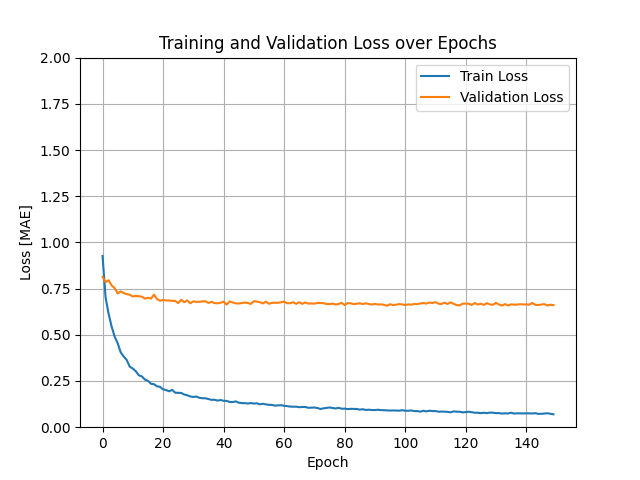 Training and Validation Loss over Epochs
Train Loss
Validation Loss
2.00
1.75
1.50
1.25
1.00
0.75
0.50
0.25
0.00
Loss [MAE]
0 20 40 60 80 100 120 140
Epoch